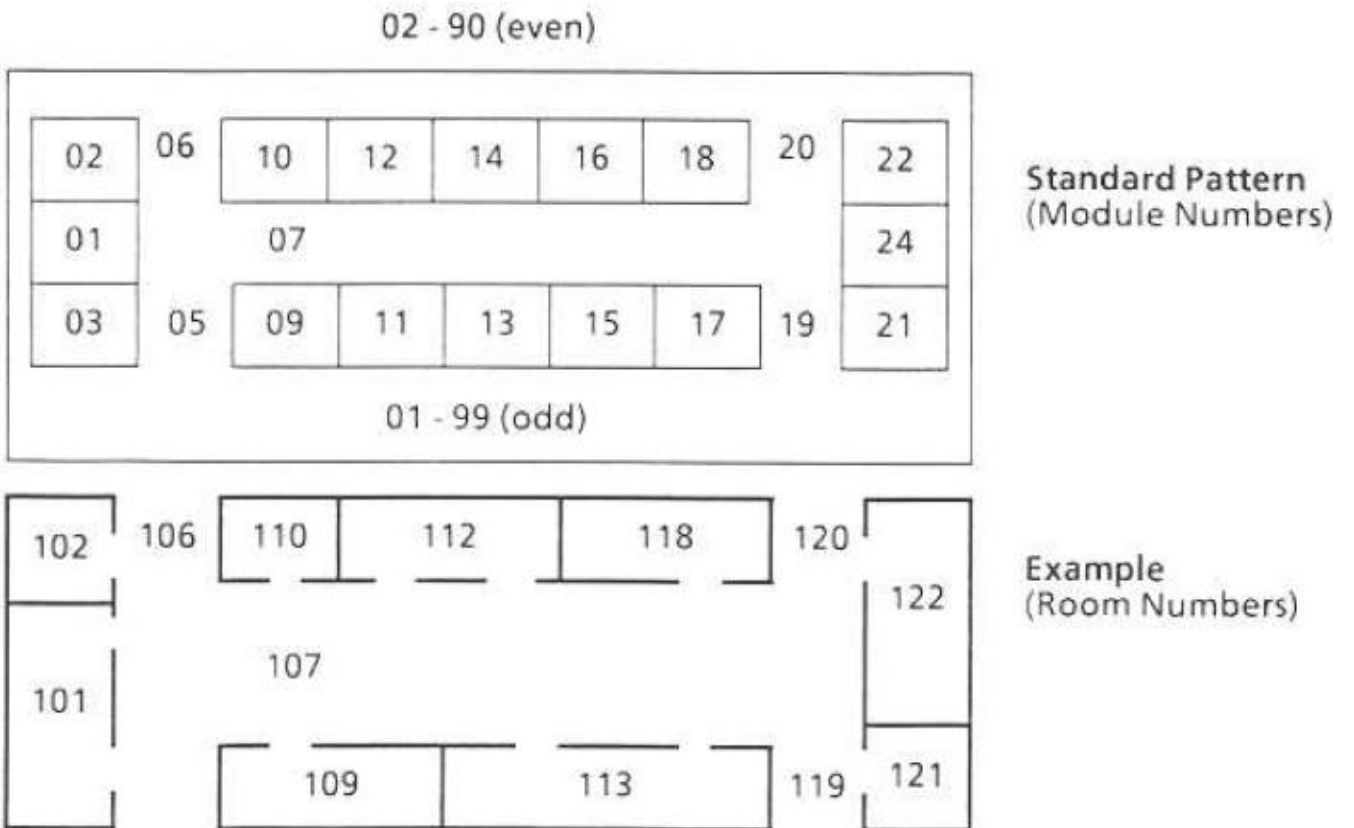 02 - 90 (even)
02 06 10 12 14 16 18 20 22
Standard Pattern
(Module Numbers)
01 07 24
03 05 09 11 13 15 17 19 21
01 - 99 (odd)
102 106 110 112 118 120
Example
(Room Numbers)
122
101 107
109 113 119 121